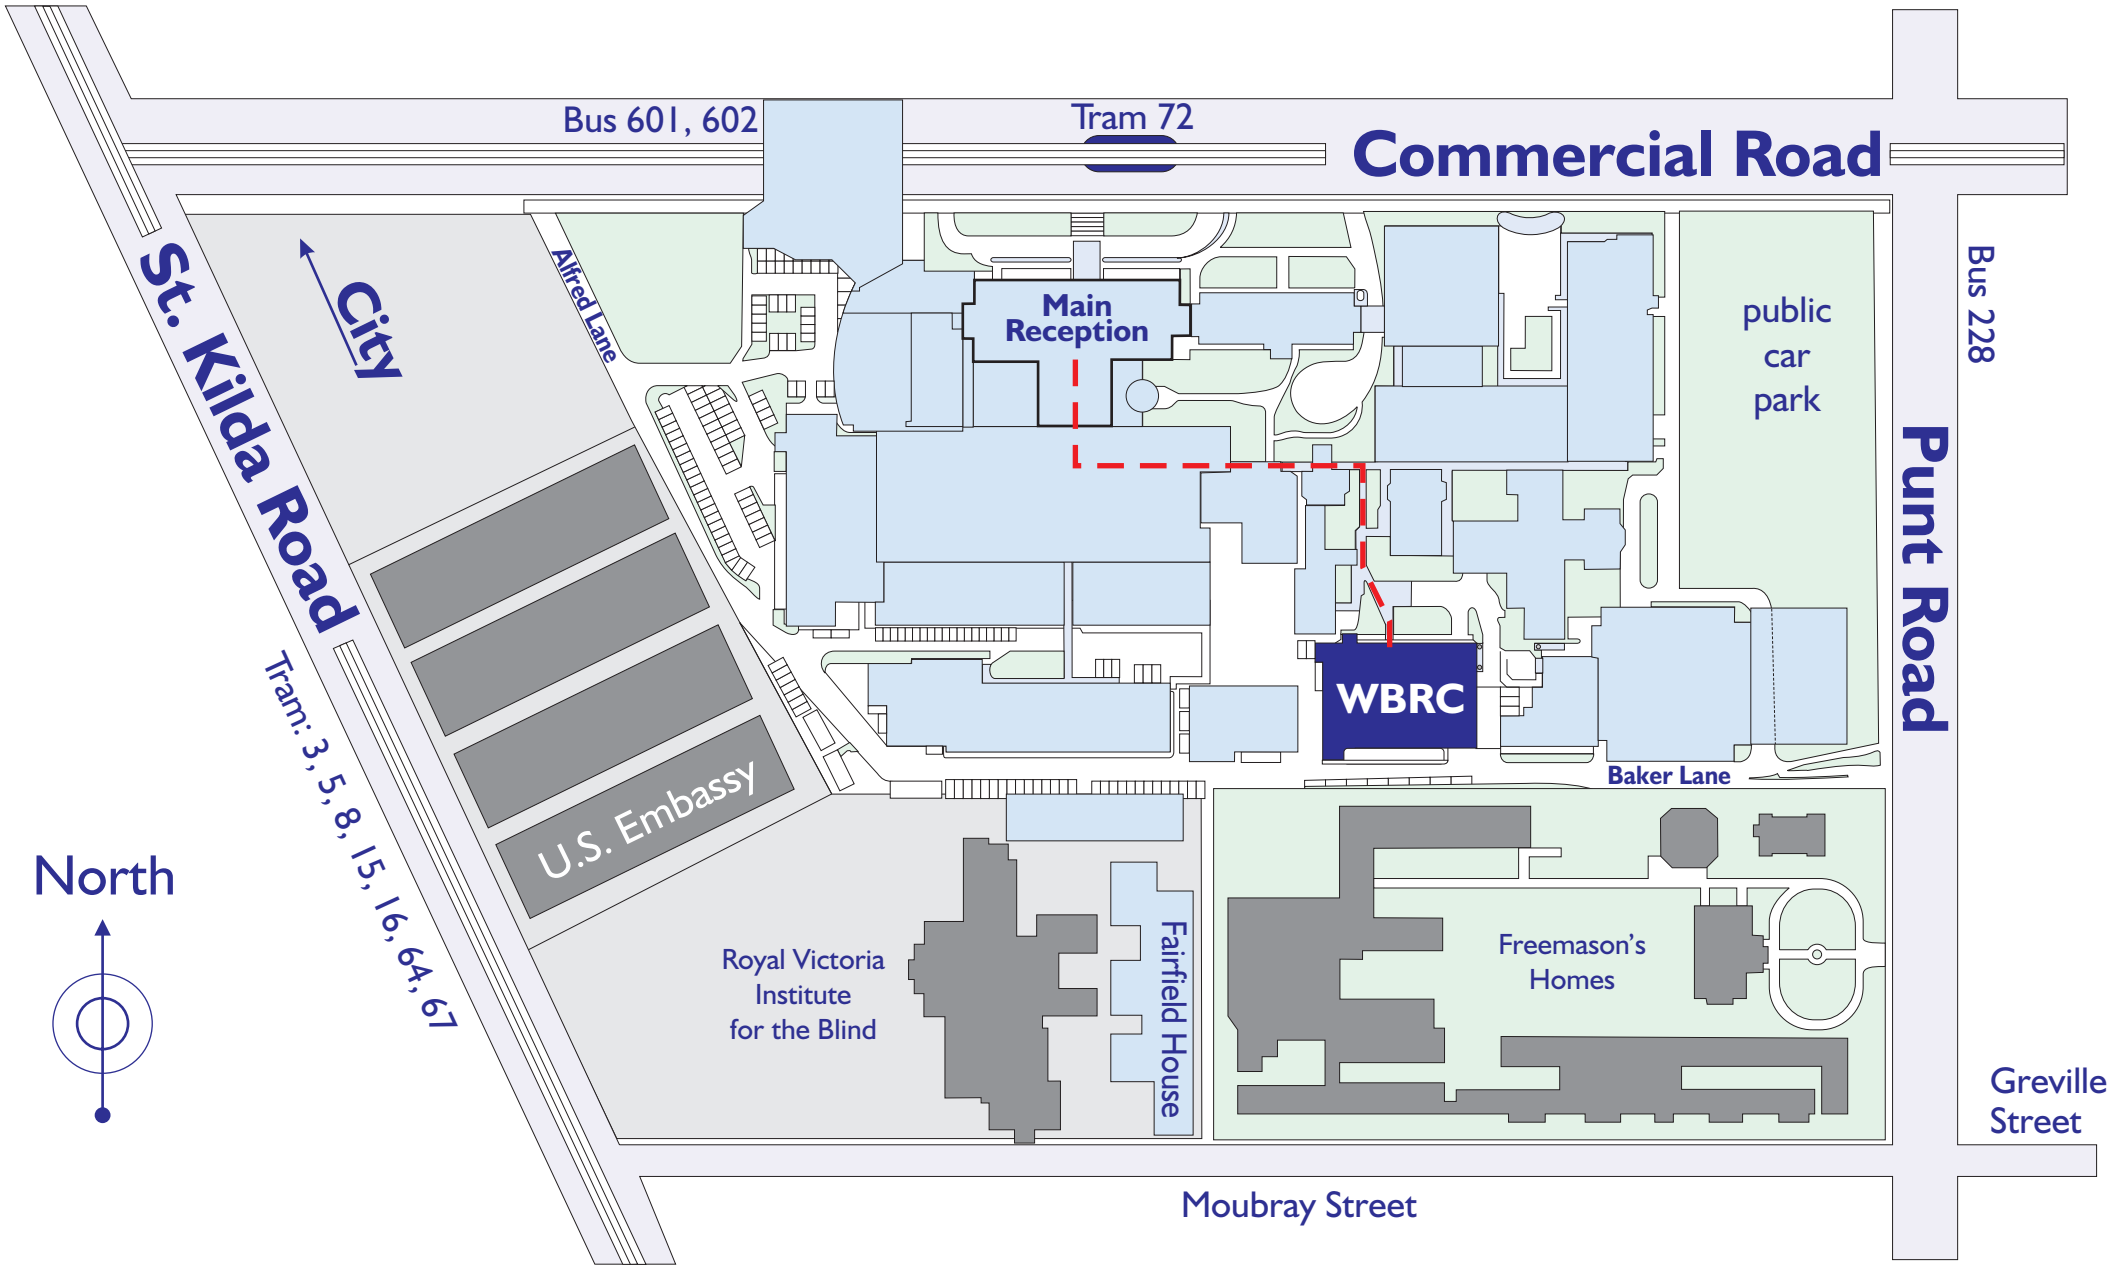 Bus 601, 602
Tram 72
Commercial Road
St. Kilda Road
City
Alfred Lane
Main
Reception
public
car
park
Bus 228
Punt Road
Tram: 3, 5, 8, 15, 16, 64, 67
WBRC
Baker Lane
U.S. Embassy
North
Royal Victoria
Institute
for the Blind
Fairfield House
Freemason's
Homes
Greville
Street
Moubray Street